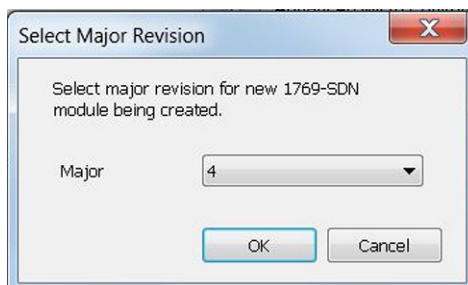 Select Major Revision
X
Select major revision for new 1769-SDN
module being created.
Major
4
OK
Cancel